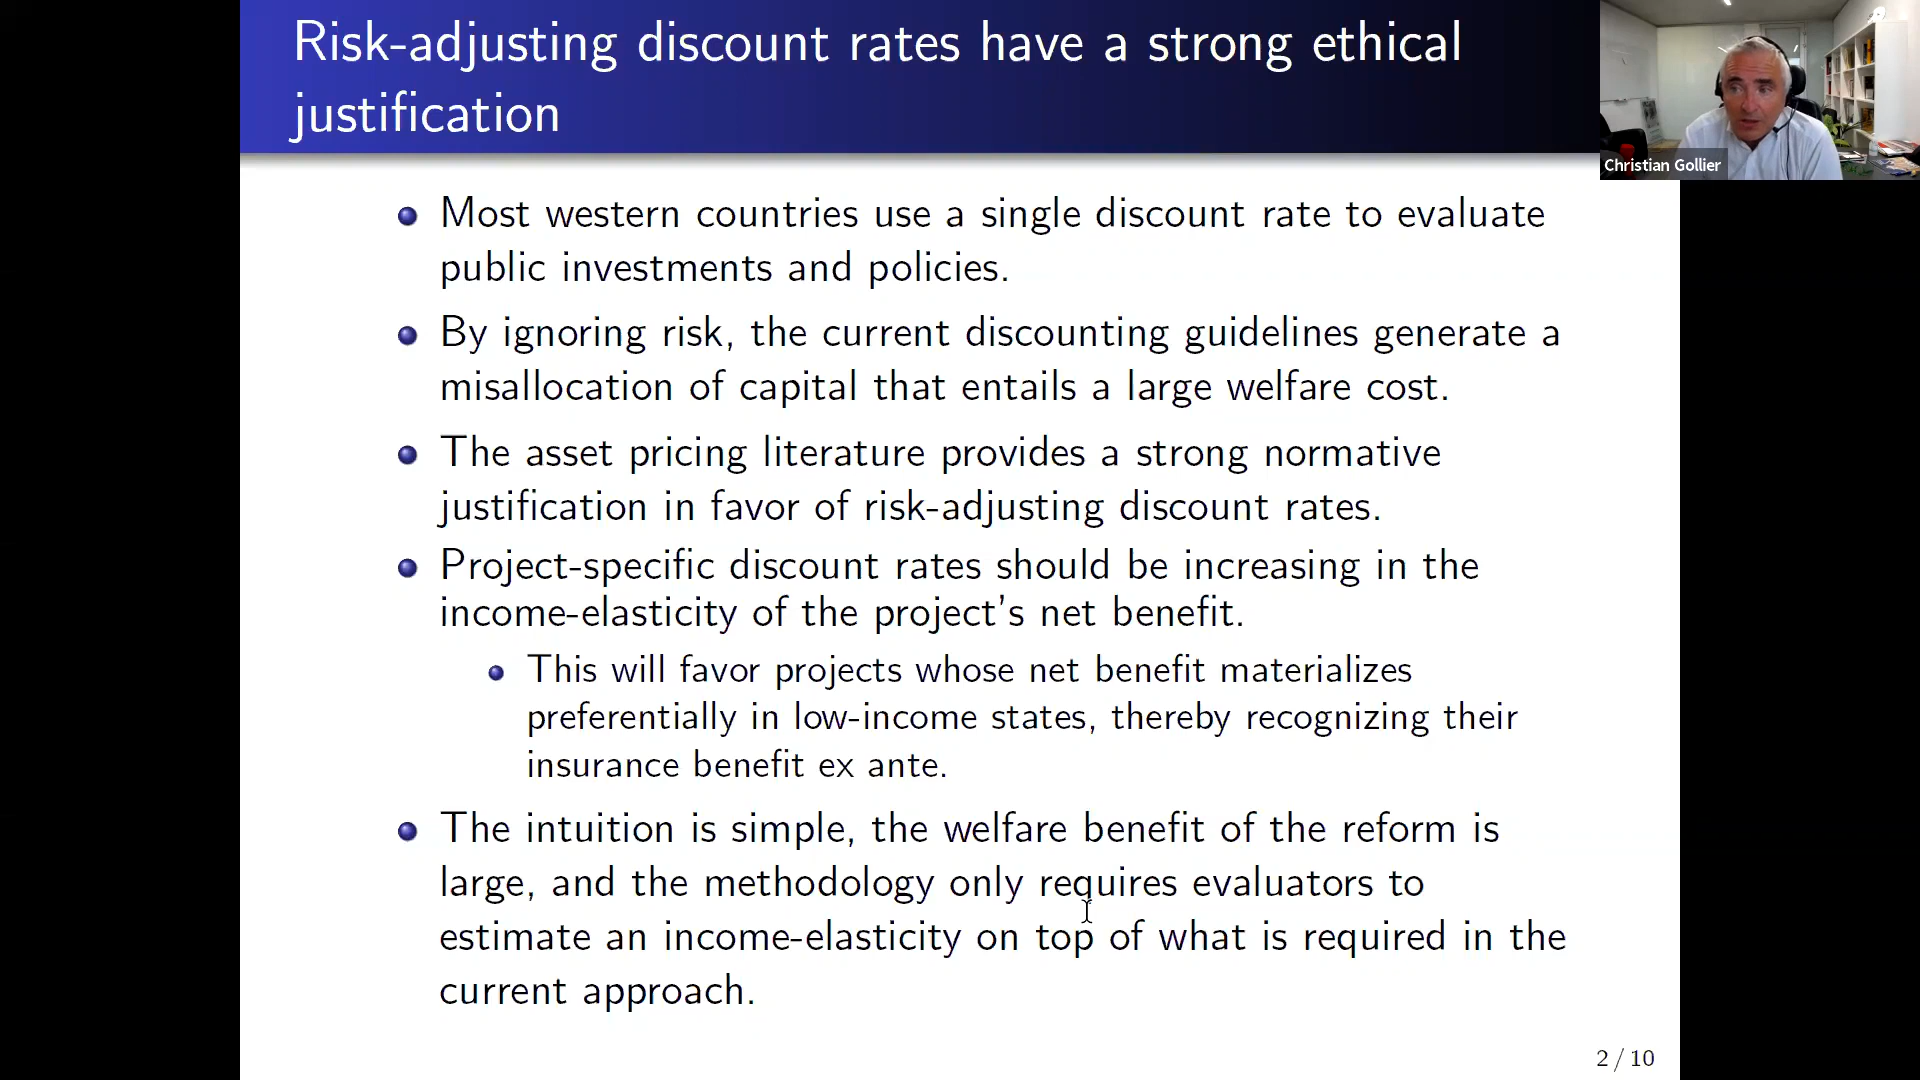 Risk-adjusting discount rates have a strong ethical
justification
Christian Gollier
Most western countries use a single discount rate to evaluate
public investments and policies.
By ignoring risk, the current discounting guidelines generate a
misallocation of capital that entails a large welfare cost.
The asset pricing literature provides a strong normative
justification in favor of risk-adjusting discount rates.
Project-specific discount rates should be increasing in the
income-elasticity of the project's net benefit.
This will favor projects whose net benefit materializes
preferentially in low-income states, thereby recognizing their
insurance benefit ex ante.
The intuition is simple, the welfare benefit of the reform is
large, and the methodology only requires evaluators to
estimate an income-elasticity on top of what is required in the
current approach.
2 / 10